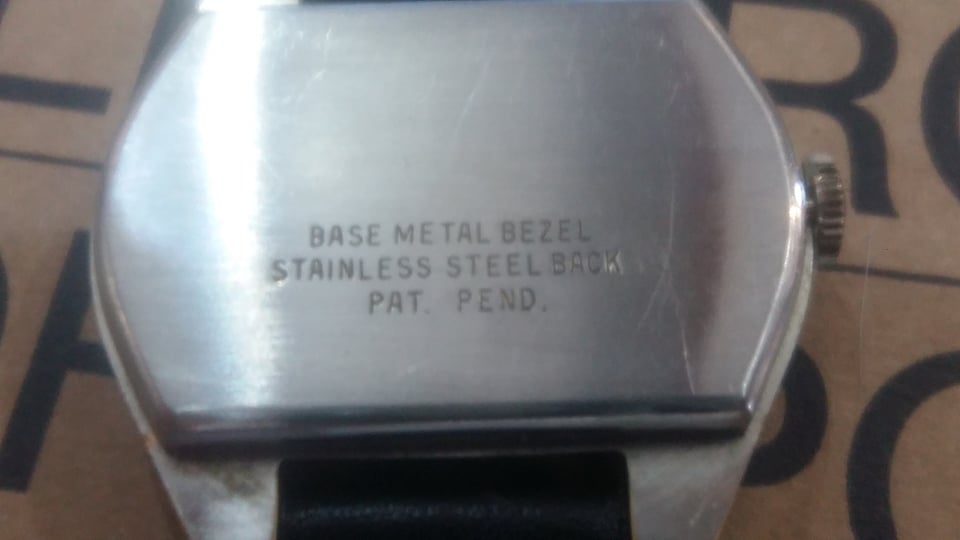 BASE METAL BEZEL
STAINLESS STEEL BACK
PAT. PEND.